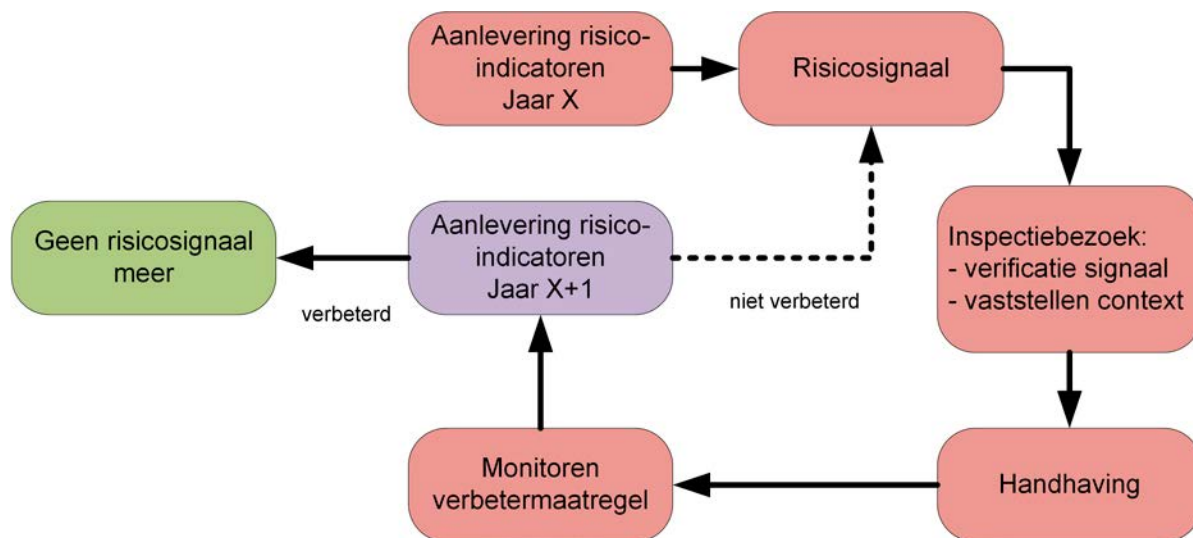 Aanlevering risico-
indicatoren
Jaar X
Risicosignaal
Geen risicosignaal
meer
verbeterd
Aanlevering risico-
indicatoren
Jaar X+1
niet verbeterd
Inspectiebezoek:
- verificatie signaal
- vaststellen context
Monitoren
verbetermaatregel
Handhaving